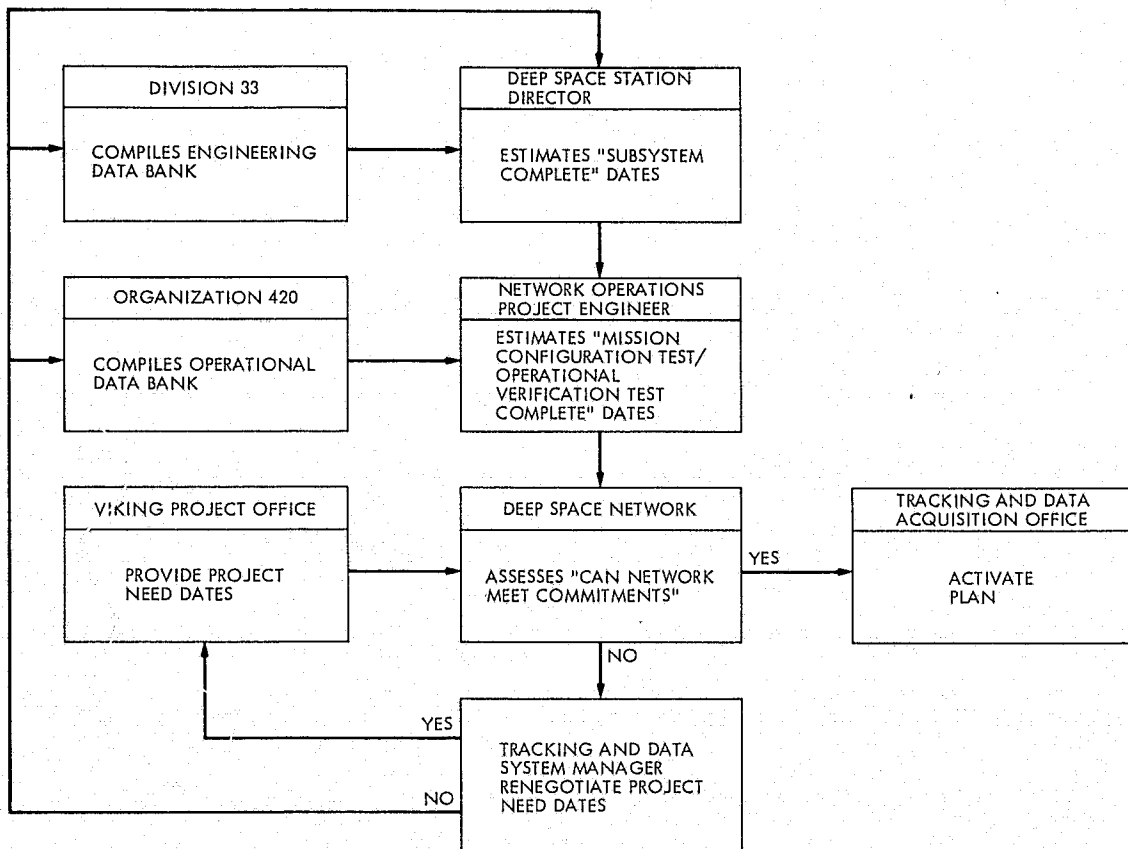 DIVISION 33
COMPILES ENGINEERING
DATA BANK
DEEP SPACE STATION
DIRECTOR
ESTIMATES "SUBSYSTEM
COMPLETE" DATES
ORGANIZATION 420
COMPILES OPERATIONAL
DATA BANK
NETWORK OPERATIONS
PROJECT ENGINEER
ESTIMATES "MISSION
CONFIGURATION TEST/
OPERATIONAL
VERIFICATION TEST
COMPLETE" DATES
VIKING PROJECT OFFICE
PROVIDE PROJECT
NEED DATES
DEEP SPACE NETWORK
ASSESSES "CAN NETWORK
MEET COMMITMENTS"
YES
TRACKING AND DATA
ACQUISITION OFFICE
ACTIVATE
PLAN
NO
YES
NO
TRACKING AND DATA
SYSTEM MANAGER
RENEGOTIATE PROJECT
NEED DATES